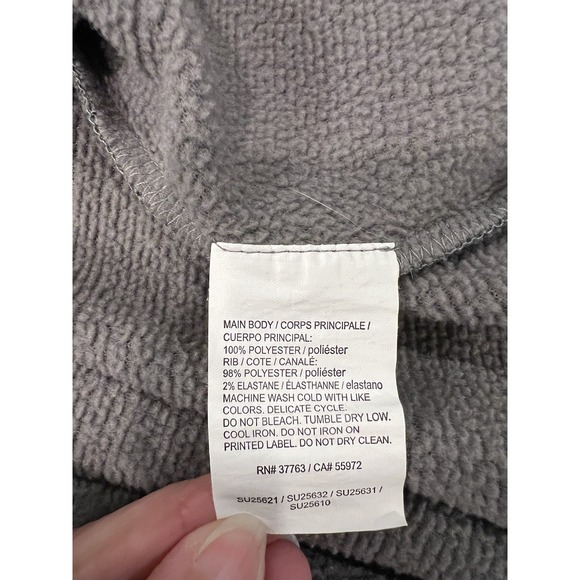 MAIN BODY / CORPS PRINCIPALE /
CUERPO PRINCIPAL:
100% POLYESTER / poliéster
RIB / COTE / CANALÉ:
98% POLYESTER / poliéster
2% ELASTANE / ÉLASTHANNE / elastano
MACHINE WASH COLD WITH LIKE
COLORS. DELICATE CYCLE.
DO NOT BLEACH. TUMBLE DRY LOW.
COOL IRON. DO NOT IRON ON
PRINTED LABEL. DO NOT DRY CLEAN.
RN# 37763 / CA# 55972
SU25621 / SU25632 / SU25631 /
SU25610